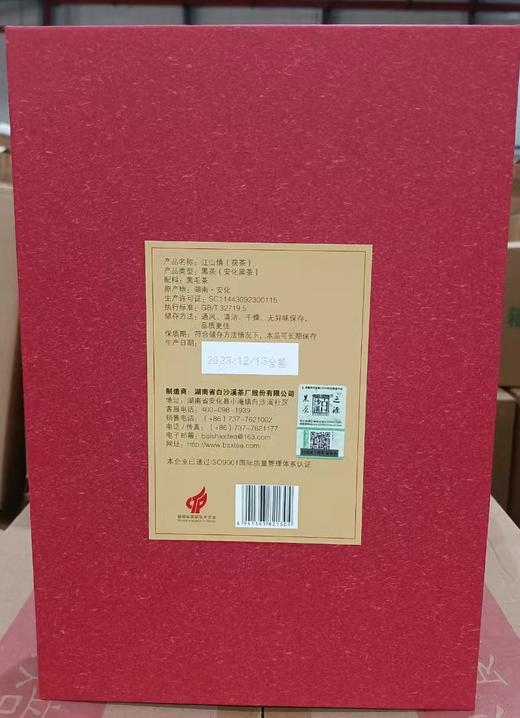 产品名称：江山情（茯茶）
产品类型：黑茶（安化黑茶）
配料：黑毛茶
原产地：湖南·安化
生产许可证：SC11443092300115
执行标准：GB/T 32719.5
储存方法：通风、清洁、干燥、无异味保存，
品质更佳
保质期：符合储存方法情况下，本品可长期保存
生产日期：
2023/12/13合格
制造商：湖南省白沙溪茶厂股份有限公司
地址：湖南省安化县小淹镇白沙溪社区
客服电话：400-098-1939
销售电话：（+86）737-7621002
电话/传真：（+86）737-7621177
电子邮箱：baishaxitea@163.com
网址：http://www.bsxtea.com
本企业已通过ISO9001国际质量管理体系认证
黑茶
之源
6941361821504